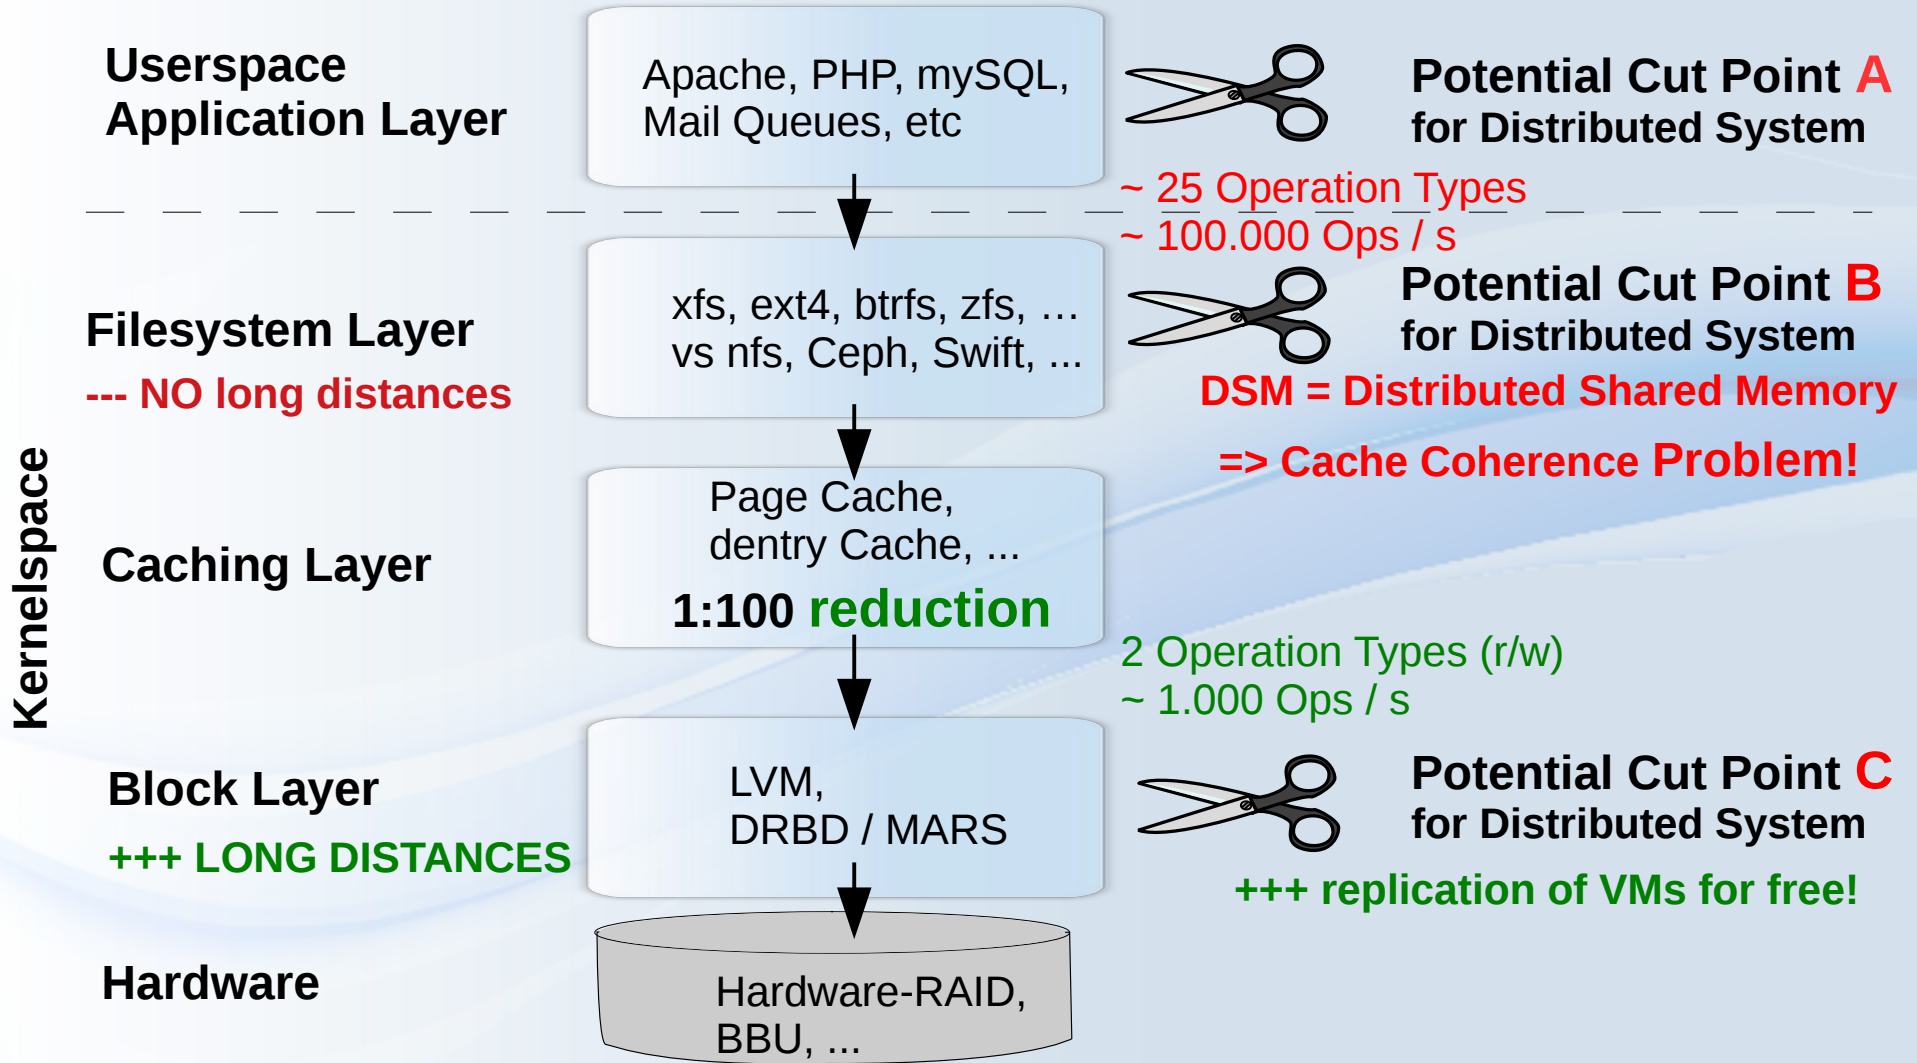 Userspace
Application Layer
Apache, PHP, mySQL,
Mail Queues, etc
Potential Cut Point A
for Distributed System
~ 25 Operation Types
~ 100.000 Ops / s
Kernelspace
Filesystem Layer
--- NO long distances
xfs, ext4, btrfs, zfs, …
vs nfs, Ceph, Swift, ...
Potential Cut Point B
for Distributed System
DSM = Distributed Shared Memory
=> Cache Coherence Problem!
Caching Layer
Page Cache,
dentry Cache, ...
1:100 reduction
2 Operation Types (r/w)
~ 1.000 Ops / s
Block Layer
+++ LONG DISTANCES
LVM,
DRBD / MARS
Potential Cut Point C
for Distributed System
+++ replication of VMs for free!
Hardware
Hardware-RAID,
BBU, ...